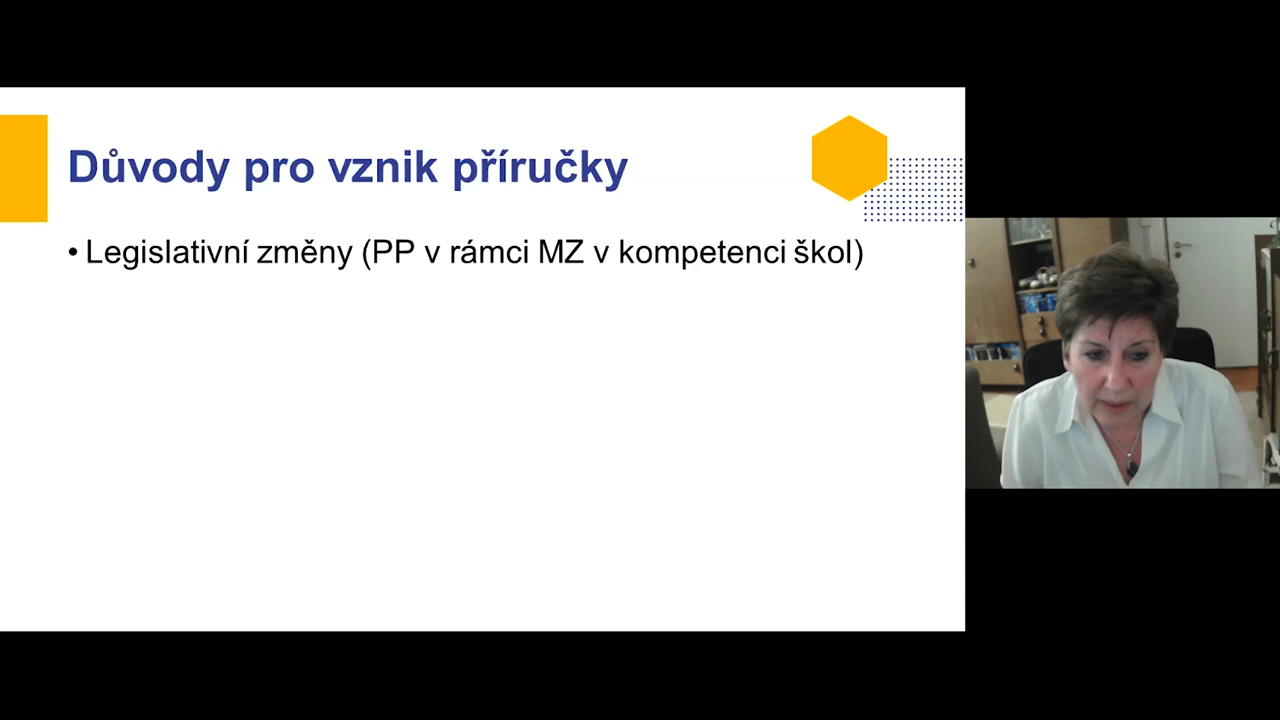 Důvody pro vznik příručky
• Legislativní změny (PP v rámci MZ v kompetenci škol)